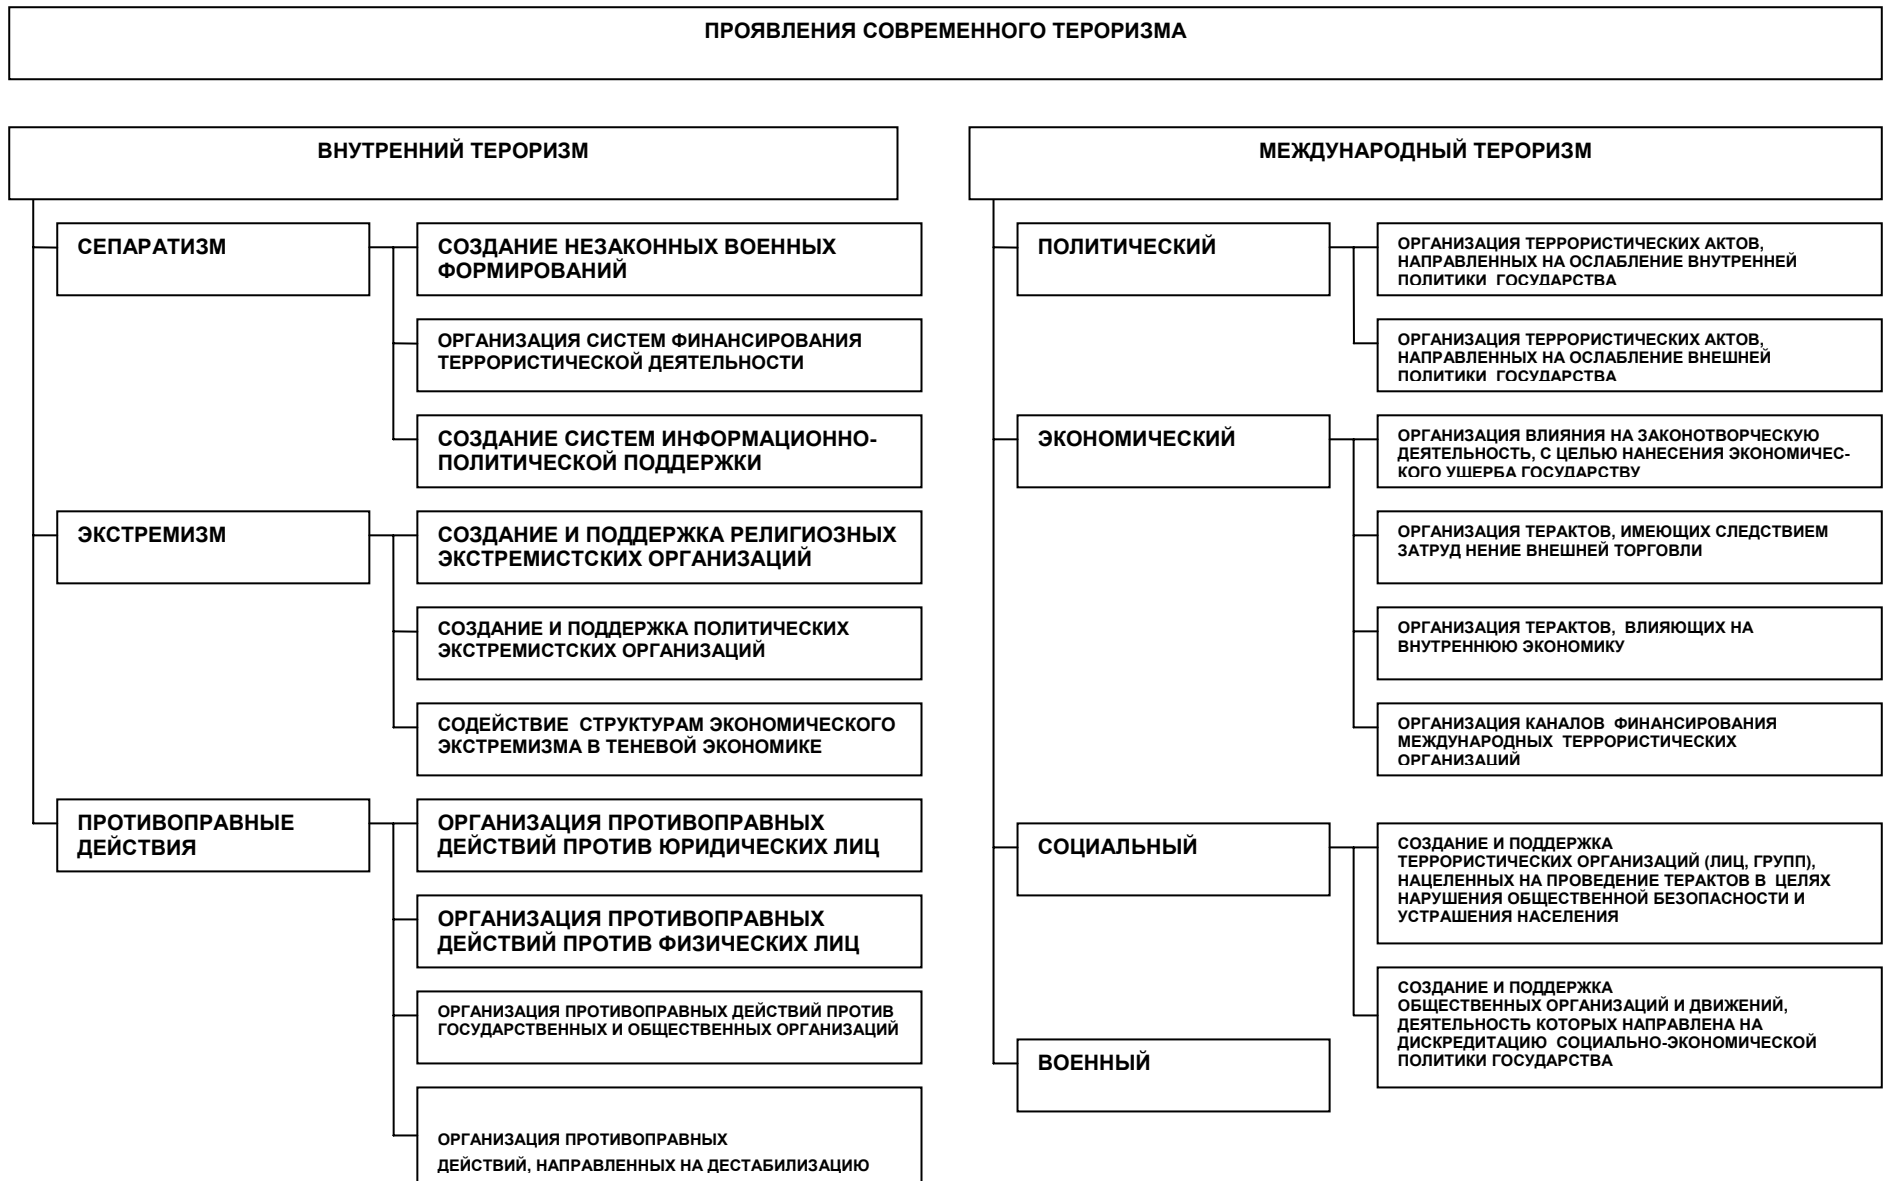 ПРОЯВЛЕНИЯ СОВРЕМЕННОГО ТЕРОРИЗМА
ВНУТРЕННИЙ ТЕРОРИЗМ
СЕПАРАТИЗМ
СОЗДАНИЕ НЕЗАКОННЫХ ВОЕННЫХ
ФОРМИРОВАНИЙ
ОРГАНИЗАЦИЯ СИСТЕМ ФИНАНСИРОВАНИЯ
ТЕРРОРИСТИЧЕСКОЙ ДЕЯТЕЛЬНОСТИ
СОЗДАНИЕ СИСТЕМ ИНФОРМАЦИОННО-
ПОЛИТИЧЕСКОЙ ПОДДЕРЖКИ
ЭКСТРЕМИЗМ
СОЗДАНИЕ И ПОДДЕРЖКА РЕЛИГИОЗНЫХ
ЭКСТРЕМИСТСКИХ ОРГАНИЗАЦИЙ
СОЗДАНИЕ И ПОДДЕРЖКА ПОЛИТИЧЕСКИХ
ЭКСТРЕМИСТСКИХ ОРГАНИЗАЦИЙ
СОДЕЙСТВИЕ СТРУКТУРАМ ЭКОНОМИЧЕСКОГО
ЭКСТРЕМИЗМА В ТЕНЕВОЙ ЭКОНОМИКЕ
ПРОТИВОПРАВНЫЕ
ДЕЙСТВИЯ
ОРГАНИЗАЦИЯ ПРОТИВОПРАВНЫХ
ДЕЙСТВИЙ ПРОТИВ ЮРИДИЧЕСКИХ ЛИЦ
ОРГАНИЗАЦИЯ ПРОТИВОПРАВНЫХ
ДЕЙСТВИЙ ПРОТИВ ФИЗИЧЕСКИХ ЛИЦ
ОРГАНИЗАЦИЯ ПРОТИВОПРАВНЫХ ДЕЙСТВИЙ ПРОТИВ
ГОСУДАРСТВЕННЫХ И ОБЩЕСТВЕННЫХ ОРГАНИЗАЦИЙ
ОРГАНИЗАЦИЯ ПРОТИВОПРАВНЫХ
ДЕЙСТВИЙ, НАПРАВЛЕННЫХ НА ДЕСТАБИЛИЗАЦИЮ
МЕЖДУНАРОДНЫЙ ТЕРОРИЗМ
ПОЛИТИЧЕСКИЙ
ОРГАНИЗАЦИЯ ТЕРРОРИСТИЧЕСКИХ АКТОВ,
НАПРАВЛЕННЫХ НА ОСЛАБЛЕНИЕ ВНУТРЕННЕЙ
ПОЛИТИКИ ГОСУДАРСТВА
ОРГАНИЗАЦИЯ ТЕРРОРИСТИЧЕСКИХ АКТОВ,
НАПРАВЛЕННЫХ НА ОСЛАБЛЕНИЕ ВНЕШНЕЙ
ПОЛИТИКИ ГОСУДАРСТВА
ЭКОНОМИЧЕСКИЙ
ОРГАНИЗАЦИЯ ВЛИЯНИЯ НА ЗАКОНОТВОРЧЕСКУЮ
ДЕЯТЕЛЬНОСТЬ, С ЦЕЛЬЮ НАНЕСЕНИЯ ЭКОНОМИЧЕС-
КОГО УЩЕРБА ГОСУДАРСТВУ
ОРГАНИЗАЦИЯ ТЕРАКТОВ, ИМЕЮЩИХ СЛЕДСТВИЕМ
ЗАТРУД НЕНИЕ ВНЕШНЕЙ ТОРГОВЛИ
ОРГАНИЗАЦИЯ ТЕРАКТОВ, ВЛИЯЮЩИХ НА
ВНУТРЕННЮЮ ЭКОНОМИКУ
ОРГАНИЗАЦИЯ КАНАЛОВ ФИНАНСИРОВАНИЯ
МЕЖДУНАРОДНЫХ ТЕРРОРИСТИЧЕСКИХ
ОРГАНИЗАЦИЙ
СОЦИАЛЬНЫЙ
СОЗДАНИЕ И ПОДДЕРЖКА
ТЕРРОРИСТИЧЕСКИХ ОРГАНИЗАЦИЙ (ЛИЦ, ГРУПП),
НАЦЕЛЕННЫХ НА ПРОВЕДЕНИЕ ТЕРАКТОВ В ЦЕЛЯХ
НАРУШЕНИЯ ОБЩЕСТВЕННОЙ БЕЗОПАСНОСТИ И
УСТРАШЕНИЯ НАСЕЛЕНИЯ
СОЗДАНИЕ И ПОДДЕРЖКА
ОБЩЕСТВЕННЫХ ОРГАНИЗАЦИЙ И ДВИЖЕНИЙ,
ДЕЯТЕЛЬНОСТЬ КОТОРЫХ НАПРАВЛЕНА НА
ДИСКРЕДИТАЦИЮ СОЦИАЛЬНО-ЭКОНОМИЧЕСКОЙ
ПОЛИТИКИ ГОСУДАРСТВА
ВОЕННЫЙ